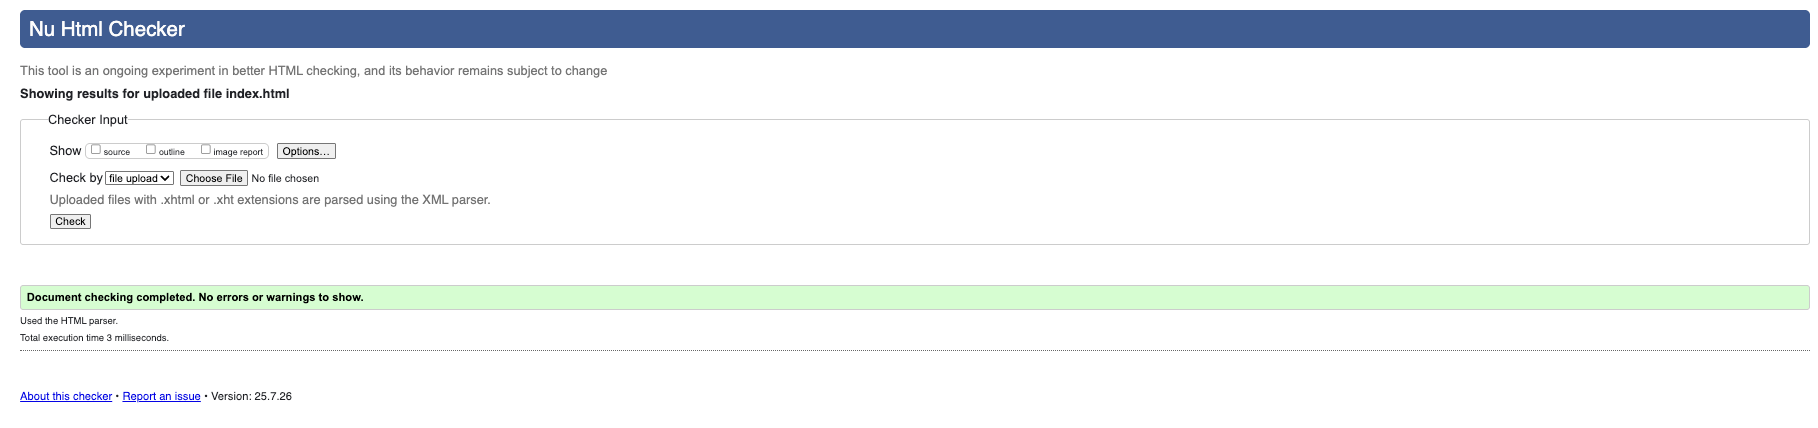 Nu Html Checker
This tool is an ongoing experiment in better HTML checking, and its behavior remains subject to change
Showing results for uploaded file index.html
Checker Input
Show source outline image report Options...
Check by file upload Choose File No file chosen
Uploaded files with .xhtml or .xht extensions are parsed using the XML parser.
Check
Document checking completed. No errors or warnings to show.
Used the HTML parser.
Total execution time 3 milliseconds.
About this checker • Report an issue • Version: 25.7.26